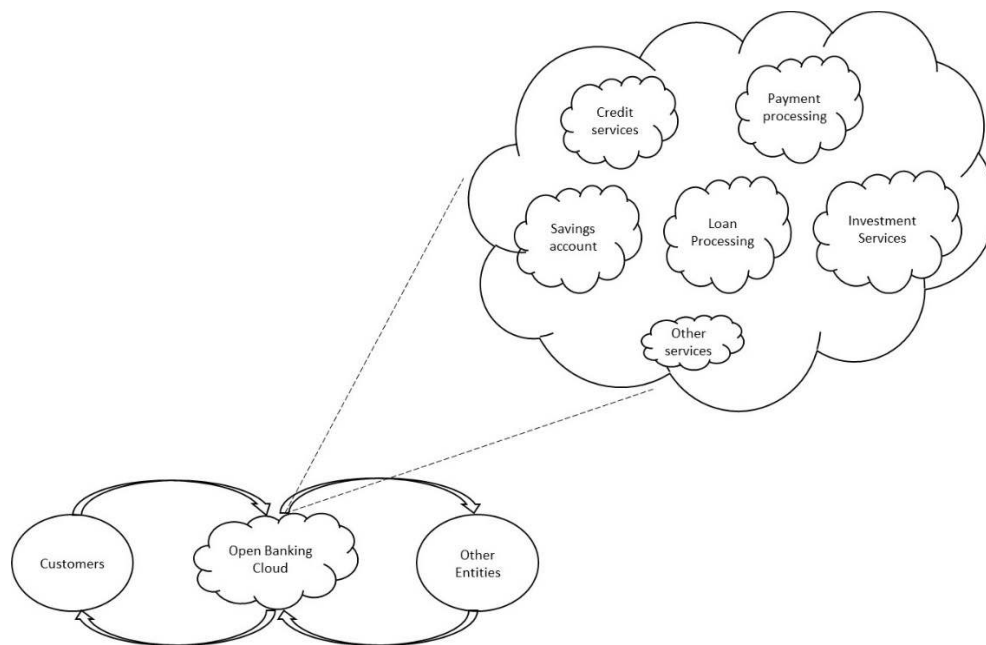 Credit
services
Payment
processing
Savings
account
Loan
Processing
Investment
Services
Other
services
Customers
Open Banking
Cloud
Other
Entities